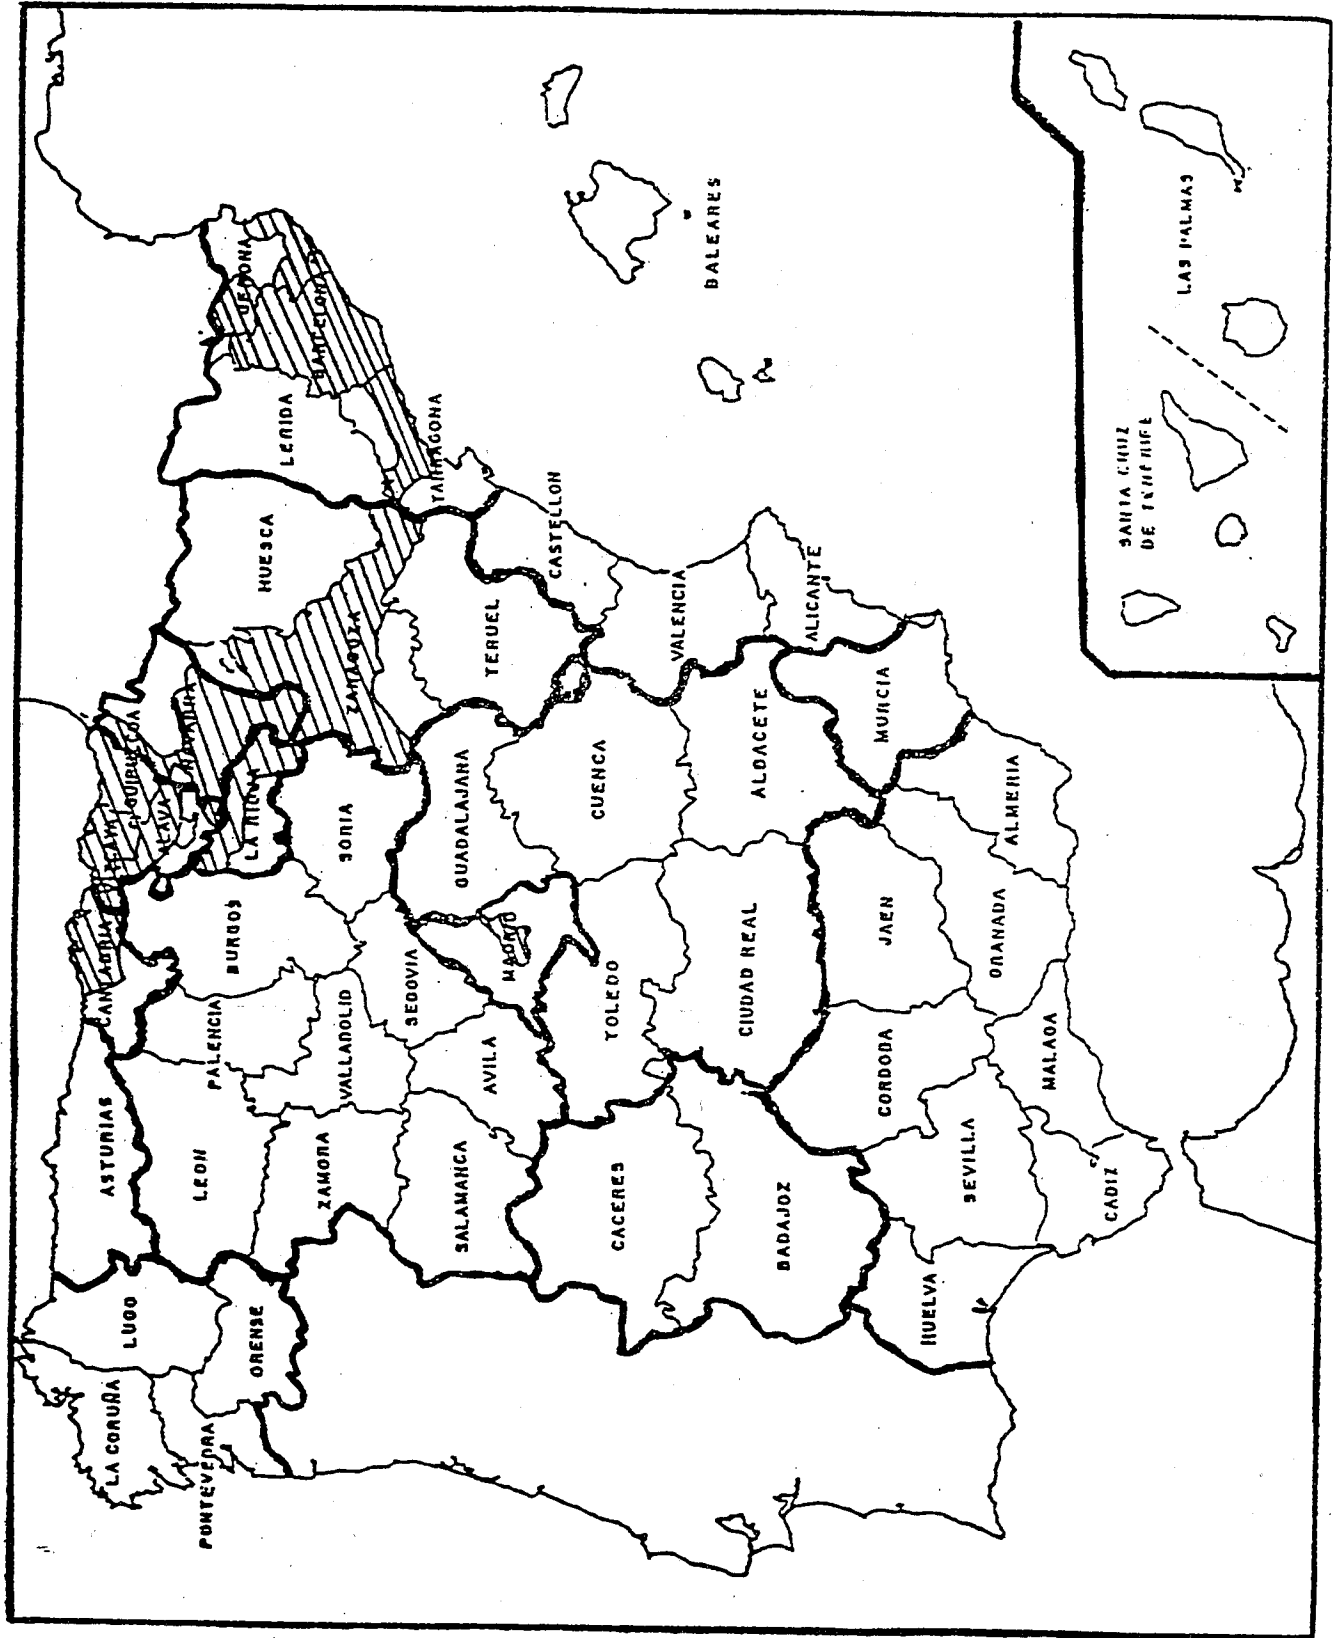 LA CORUÑA
LUGO
ASTURIAS
CANTABRIA
VIZCAYA
GUIPUZCOA
ALAVA
NAVARRA
PONTEVEDRA
ORENSE
LEON
PALENCIA
BURGOS
LA RIOJA
HUESCA
LERIDA
GERONA
BARCELONA
ZAMORA
VALLADOLID
SORIA
ZARAGOZA
TARRAGONA
SALAMANCA
AVILA
SEGOVIA
MADRID
GUADALAJARA
TERUEL
CASTELLON
CACERES
TOLEDO
CUENCA
VALENCIA
BALEARES
BADAJOZ
CIUDAD REAL
ALBACETE
ALICANTE
HUELVA
SEVILLA
CORDOBA
JAEN
MURCIA
CADIZ
MALAGA
GRANADA
ALMERIA
SANTA CRUZ
DE TENERIFE
LAS PALMAS